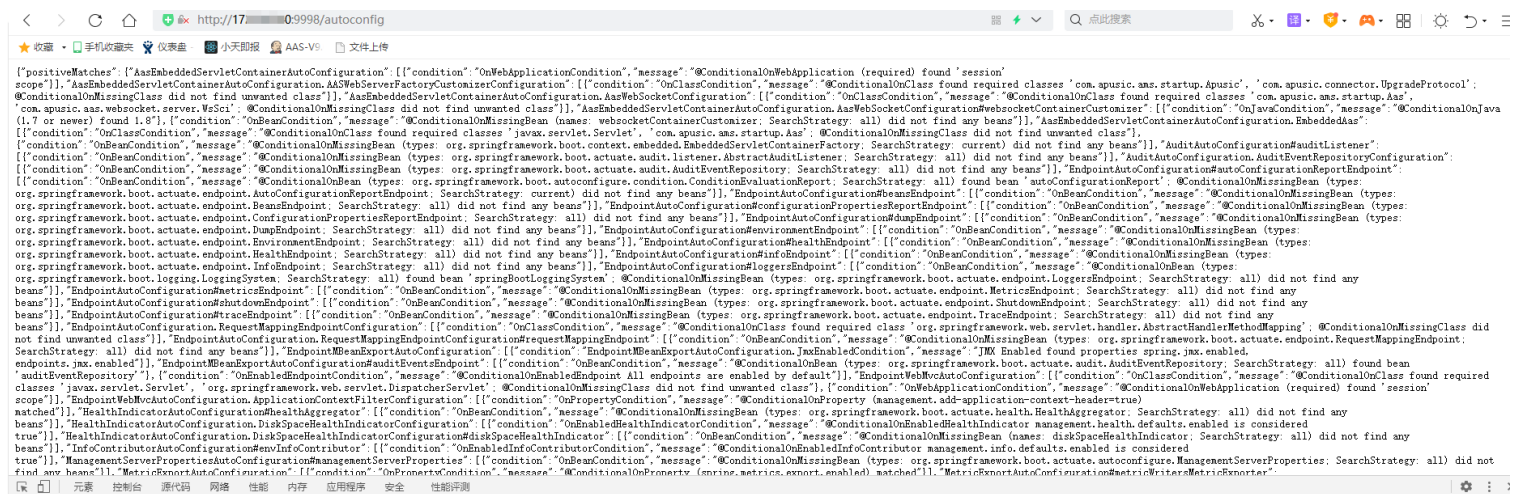 http://17 0:9998/autoconfig
点此搜索
收藏 手机收藏夹 仪表盘 小天即报 AAS-V9 文件上传
{"positiveMatches":{"AasEmbeddedServletContainerAutoConfiguration":[{"condition":"OnWebApplicationCondition","message":"@ConditionalOnWebApplication (required) found 'session'
scope"}],"AasEmbeddedServletContainerAutoConfiguration.AASWebServerFactoryCustomizerConfiguration":[{"condition":"OnClassCondition","message":"@ConditionalOnClass found required classes 'com.apusic.ams.startup.Apusic', 'com.apusic.connector.UpgradeProtocol';
@ConditionalOnMissingClass did not find unwanted class"}],"AasEmbeddedServletContainerAutoConfiguration.AasWebSocketConfiguration":[{"condition":"OnClassCondition","message":"@ConditionalOnClass found required classes 'com.apusic.ams.startup.Aas',
'com.apusic.aas.websocket.server.WsSci'; @ConditionalOnMissingClass did not find unwanted class"}],"AasEmbeddedServletContainerAutoConfiguration.AasWebSocketConfiguration#websocketContainerCustomizer":[{"condition":"OnJavaCondition","message":"@ConditionalOnJava
(1.7 or newer) found 1.8"},{"condition":"OnBeanCondition","message":"@ConditionalOnMissingBean (names: websocketContainerCustomizer; SearchStrategy: all) did not find any beans"}],"AasEmbeddedServletContainerAutoConfiguration.EmbeddedAas":
[{"condition":"OnClassCondition","message":"@ConditionalOnClass found required classes 'javax.servlet.Servlet', 'com.apusic.ams.startup.Aas'; @ConditionalOnMissingClass did not find unwanted class"},
{"condition":"OnBeanCondition","message":"@ConditionalOnMissingBean (types: org.springframework.boot.context.embedded.EmbeddedServletContainerFactory; SearchStrategy: current) did not find any beans"}],"AuditAutoConfiguration#auditListener":
[{"condition":"OnBeanCondition","message":"@ConditionalOnMissingBean (types: org.springframework.boot.actuate.audit.listener.AbstractAuditListener; SearchStrategy: all) did not find any beans"}],"AuditAutoConfiguration.AuditEventRepositoryConfiguration":
[{"condition":"OnBeanCondition","message":"@ConditionalOnMissingBean (types: org.springframework.boot.actuate.audit.AuditEventRepository; SearchStrategy: all) did not find any beans"}],"EndpointAutoConfiguration#autoConfigurationReportEndpoint":
[{"condition":"OnBeanCondition","message":"@ConditionalOnBean (types: org.springframework.boot.autoconfigure.condition.ConditionEvaluationReport; SearchStrategy: all) found bean 'autoConfigurationReport'; @ConditionalOnMissingBean (types:
org.springframework.boot.actuate.endpoint.AutoConfigurationReportEndpoint; SearchStrategy: current) did not find any beans"}],"EndpointAutoConfiguration#beansEndpoint":[{"condition":"OnBeanCondition","message":"@ConditionalOnMissingBean (types:
org.springframework.boot.actuate.endpoint.BeansEndpoint; SearchStrategy: all) did not find any beans"}],"EndpointAutoConfiguration#configurationPropertiesReportEndpoint":[{"condition":"OnBeanCondition","message":"@ConditionalOnMissingBean (types:
org.springframework.boot.actuate.endpoint.ConfigurationPropertiesReportEndpoint; SearchStrategy: all) did not find any beans"}],"EndpointAutoConfiguration#dumpEndpoint":[{"condition":"OnBeanCondition","message":"@ConditionalOnMissingBean (types:
org.springframework.boot.actuate.endpoint.DumpEndpoint; SearchStrategy: all) did not find any beans"}],"EndpointAutoConfiguration#environmentEndpoint":[{"condition":"OnBeanCondition","message":"@ConditionalOnMissingBean (types:
org.springframework.boot.actuate.endpoint.EnvironmentEndpoint; SearchStrategy: all) did not find any beans"}],"EndpointAutoConfiguration#healthEndpoint":[{"condition":"OnBeanCondition","message":"@ConditionalOnMissingBean (types:
org.springframework.boot.actuate.endpoint.HealthEndpoint; SearchStrategy: all) did not find any beans"}],"EndpointAutoConfiguration#infoEndpoint":[{"condition":"OnBeanCondition","message":"@ConditionalOnMissingBean (types:
org.springframework.boot.actuate.endpoint.InfoEndpoint; SearchStrategy: all) did not find any beans"}],"EndpointAutoConfiguration#loggersEndpoint":[{"condition":"OnBeanCondition","message":"@ConditionalOnBean (types:
org.springframework.boot.logging.LoggingSystem; SearchStrategy: all) found bean 'springBootLoggingSystem'; @ConditionalOnMissingBean (types: org.springframework.boot.actuate.endpoint.LoggersEndpoint; SearchStrategy: all) did not find any
beans"}],"EndpointAutoConfiguration#metricsEndpoint":[{"condition":"OnBeanCondition","message":"@ConditionalOnMissingBean (types: org.springframework.boot.actuate.endpoint.MetricsEndpoint; SearchStrategy: all) did not find any
beans"}],"EndpointAutoConfiguration#shutdownEndpoint":[{"condition":"OnBeanCondition","message":"@ConditionalOnMissingBean (types: org.springframework.boot.actuate.endpoint.ShutdownEndpoint; SearchStrategy: all) did not find any
beans"}],"EndpointAutoConfiguration#traceEndpoint":[{"condition":"OnBeanCondition","message":"@ConditionalOnMissingBean (types: org.springframework.boot.actuate.endpoint.TraceEndpoint; SearchStrategy: all) did not find any
beans"}],"EndpointAutoConfiguration.RequestMappingEndpointConfiguration":[{"condition":"OnClassCondition","message":"@ConditionalOnClass found required class 'org.springframework.web.servlet.handler.AbstractHandlerMethodMapping'; @ConditionalOnMissingClass did
not find unwanted class"}],"EndpointAutoConfiguration.RequestMappingEndpointConfiguration#requestMappingEndpoint":[{"condition":"OnBeanCondition","message":"@ConditionalOnMissingBean (types: org.springframework.boot.actuate.endpoint.RequestMappingEndpoint;
SearchStrategy: all) did not find any beans"}],"EndpointMBeanExportAutoConfiguration":[{"condition":"EndpointMBeanExportAutoConfiguration.JmxEnabledCondition","message":"JMX Enabled found properties spring.jmx.enabled,
endpoints.jmx.enabled"}],"EndpointMBeanExportAutoConfiguration#auditEventsEndpoint":[{"condition":"OnBeanCondition","message":"@ConditionalOnBean (types: org.springframework.boot.actuate.audit.AuditEventRepository; SearchStrategy: all) found bean
'auditEventRepository'"},{"condition":"OnEnabledEndpointCondition","message":"@ConditionalOnEnabledEndpoint All endpoints are enabled by default"}],"EndpointWebMvcAutoConfiguration":[{"condition":"OnClassCondition","message":"@ConditionalOnClass found required
classes 'javax.servlet.Servlet', 'org.springframework.web.servlet.DispatcherServlet'; @ConditionalOnMissingClass did not find unwanted class"},{"condition":"OnWebApplicationCondition","message":"@ConditionalOnWebApplication (required) found 'session'
scope"}],"EndpointWebMvcAutoConfiguration.ApplicationContextFilterConfiguration":[{"condition":"OnPropertyCondition","message":"@ConditionalOnProperty (management.add-application-context-header=true)
matched"}],"HealthIndicatorAutoConfiguration#healthAggregator":[{"condition":"OnBeanCondition","message":"@ConditionalOnMissingBean (types: org.springframework.boot.actuate.health.HealthAggregator; SearchStrategy: all) did not find any
beans"}],"HealthIndicatorAutoConfiguration.DiskSpaceHealthIndicatorConfiguration":[{"condition":"OnEnabledHealthIndicatorCondition","message":"@ConditionalOnEnabledHealthIndicator management.health.defaults.enabled is considered
true"}],"HealthIndicatorAutoConfiguration.DiskSpaceHealthIndicatorConfiguration#diskSpaceHealthIndicator":[{"condition":"OnBeanCondition","message":"@ConditionalOnMissingBean (names: diskSpaceHealthIndicator; SearchStrategy: all) did not find any
beans"}],"InfoContributorAutoConfiguration#envInfoContributor":[{"condition":"OnEnabledInfoContributorCondition","message":"@ConditionalOnEnabledInfoContributor management.info.defaults.enabled is considered
true"}],"ManagementServerPropertiesAutoConfiguration#managementServerProperties":[{"condition":"OnBeanCondition","message":"@ConditionalOnMissingBean (types: org.springframework.boot.actuate.autoconfigure.ManagementServerProperties; SearchStrategy: all) did not
find any beans"}],"MetricExportAutoConfiguration":[{"condition":"OnPropertyCondition","message":"@ConditionalOnProperty (spring.metrics.export.enabled) matched"}],"MetricExportAutoConfiguration#metricWritersMetricExporter":
元素 控制台 源代码 网络 性能 内存 应用程序 安全 性能评测